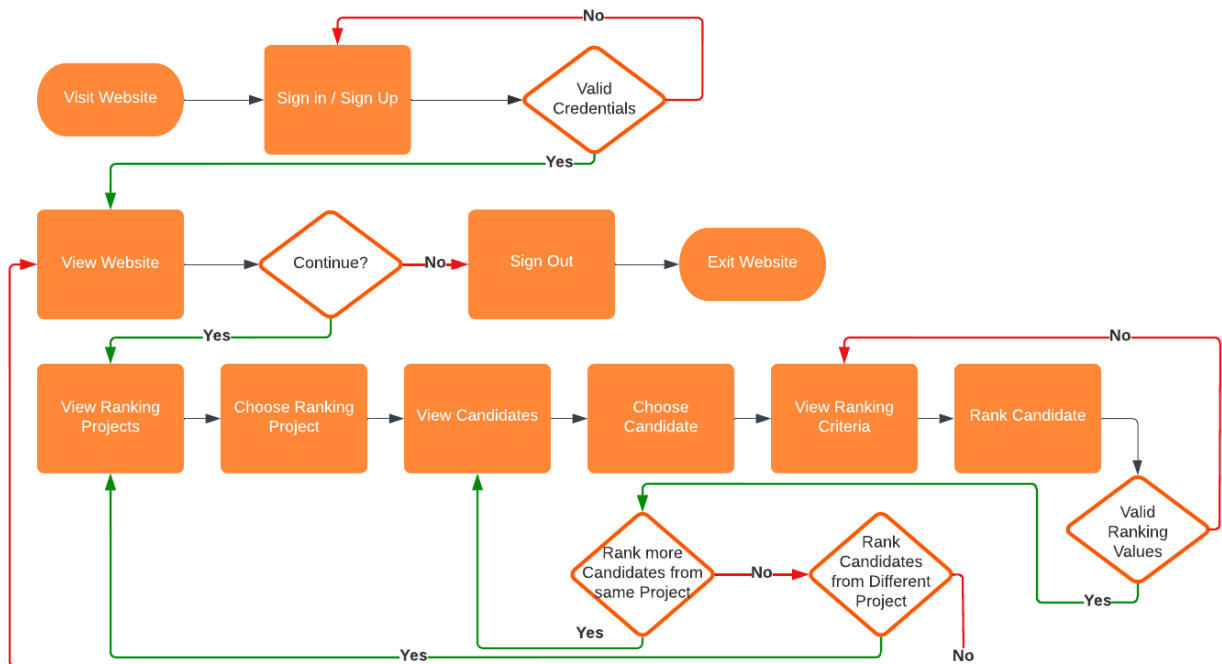 No
Visit Website
Sign in / Sign Up
Valid
Credentials
Yes
View Website
Continue?
No
Sign Out
Exit Website
Yes
No
View Ranking
Projects
Choose Ranking
Project
View Candidates
Choose
Candidate
View Ranking
Criteria
Rank Candidate
Valid
Ranking
Values
Rank more
Candidates from
same Project
No
Rank
Candidates
from Different
Project
Yes
Yes
Yes
No